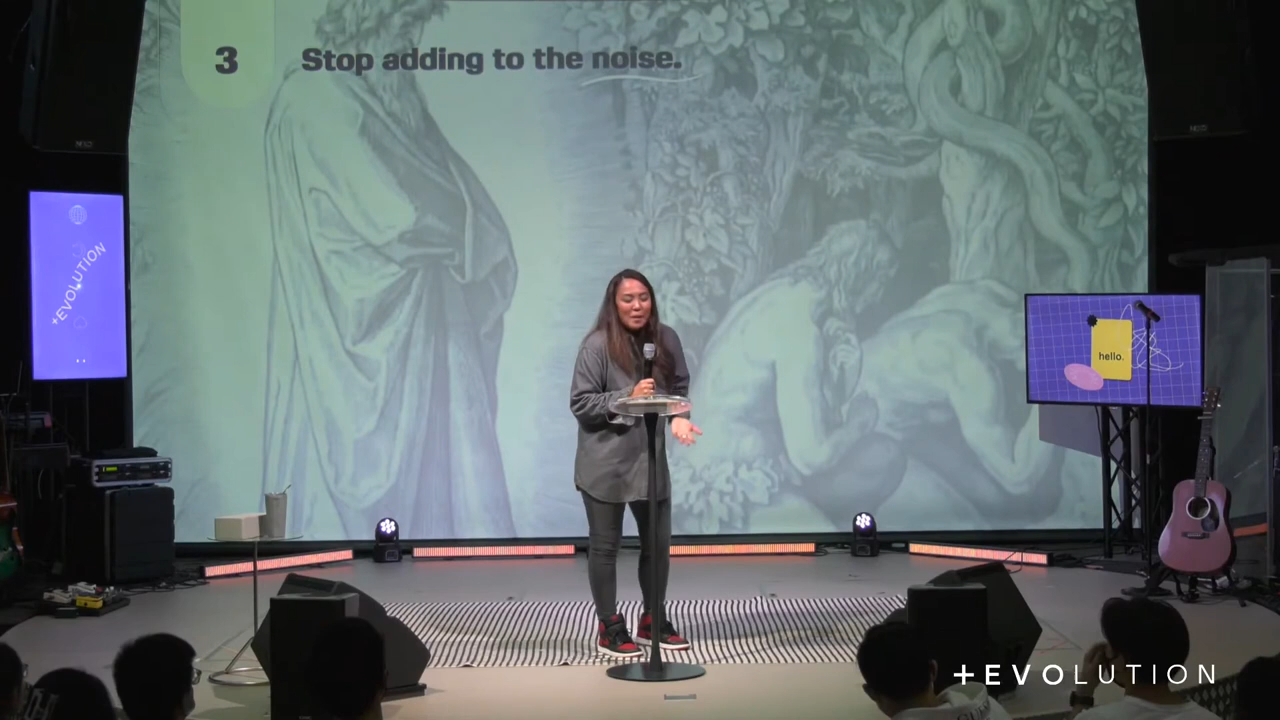 3 Stop adding to the noise.
+EVOLUTION
hello.
+EVOLUTION